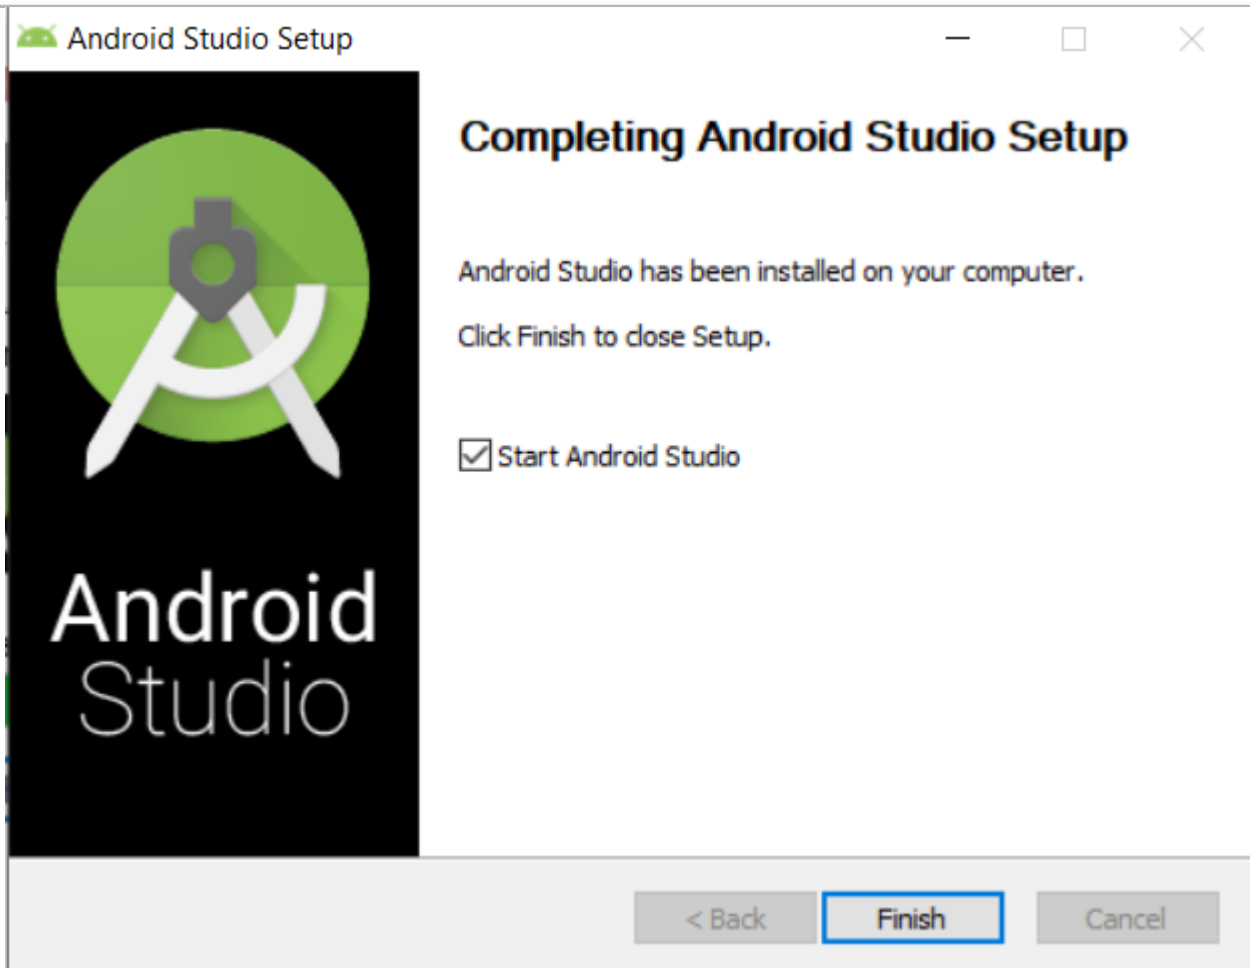 Android Studio Setup
Completing Android Studio Setup
Android Studio has been installed on your computer.
Click Finish to close Setup.
Start Android Studio
Android
Studio
< Back
Finish
Cancel